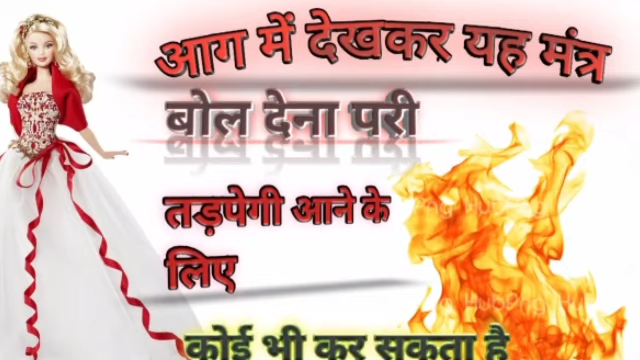 आग में देखकर यह मंत्र
बोल देना परी
तड़पेगी आने के
लिए
कोई भी कर सकता है